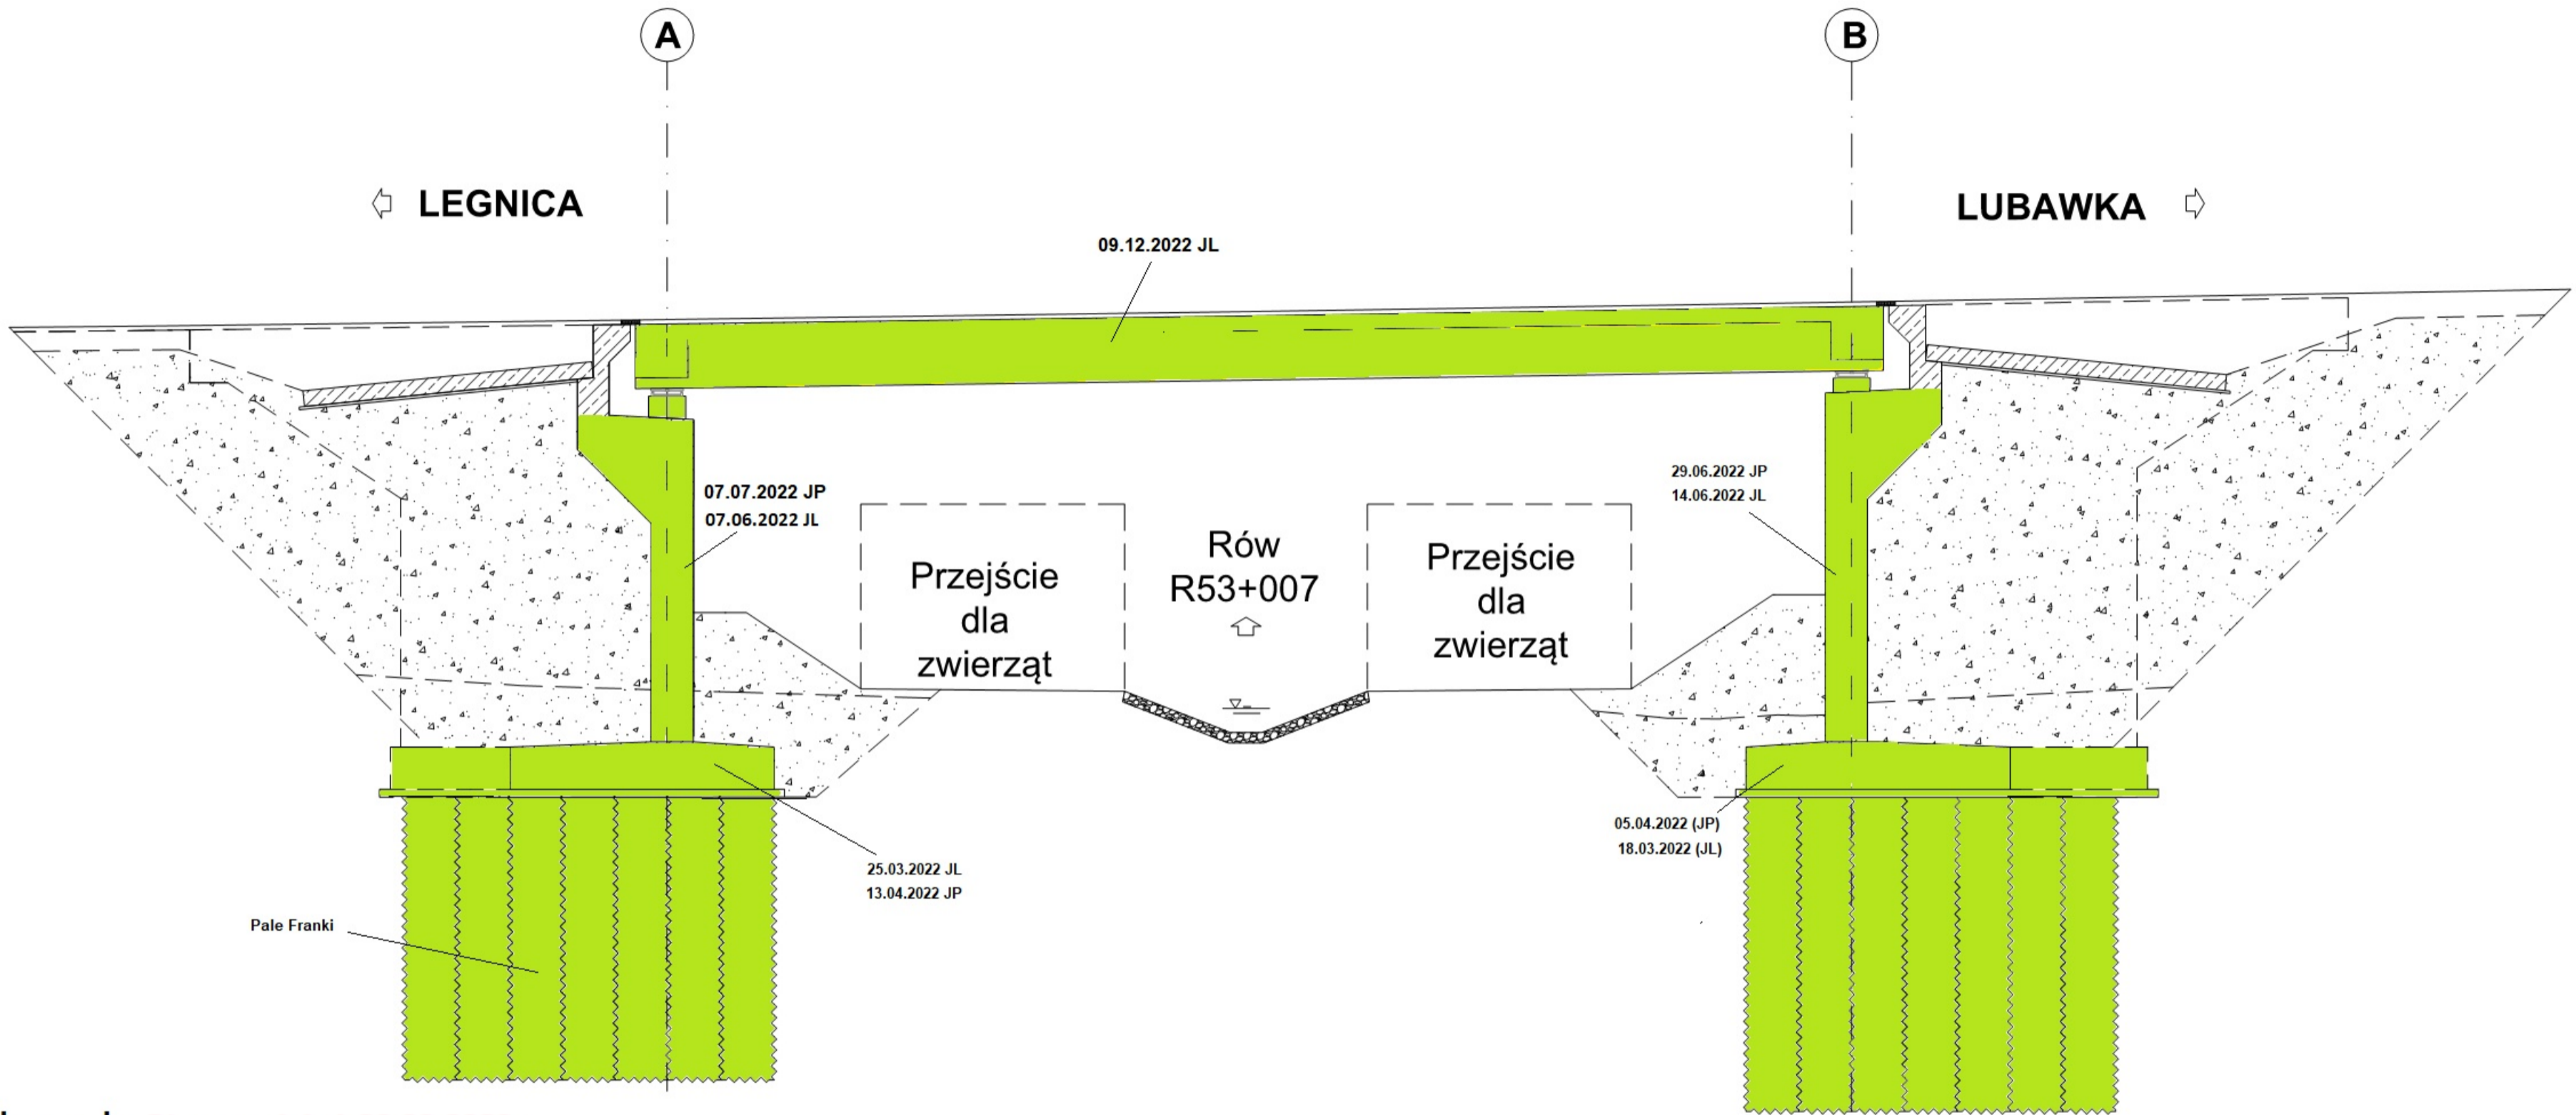 A
B
LEGNICA
LUBAWKA
09.12.2022 JL
07.07.2022 JP
07.06.2022 JL
29.06.2022 JP
14.06.2022 JL
Przejście
dla
zwierząt
Rów
R53+007
Przejście
dla
zwierząt
25.03.2022 JL
13.04.2022 JP
05.04.2022 (JP)
18.03.2022 (JL)
Pale Franki